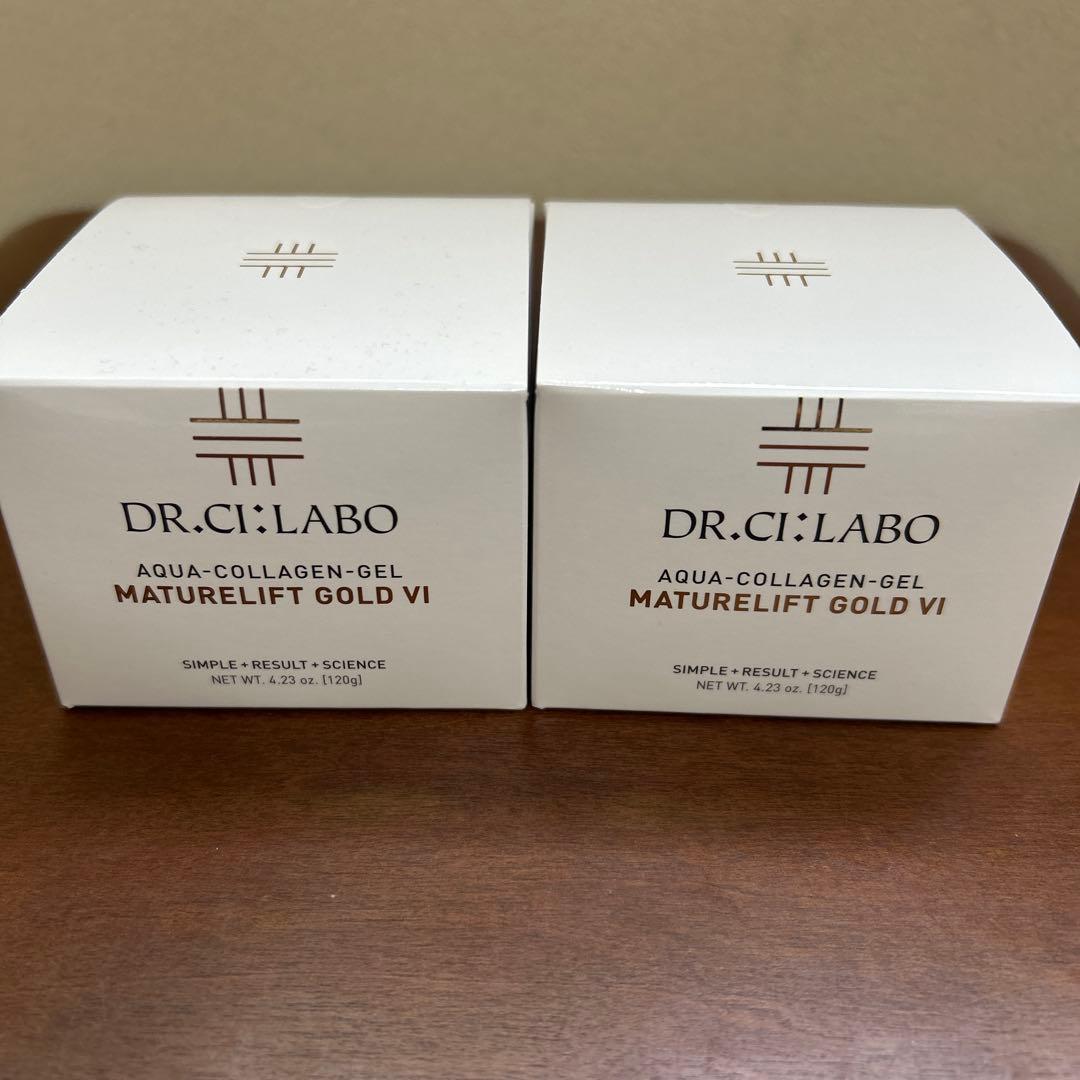 DR.CI:LABO
AQUA-COLLAGEN-GEL
MATURELIFT GOLD VI
SIMPLE+RESULT+SCIENCE
NET WT. 4.23 oz. [120g]
DR.CI:LABO
AQUA-COLLAGEN-GEL
MATURELIFT GOLD VI
SIMPLE+RESULT+SCIENCE
NET WT. 4.23 oz. [120g]